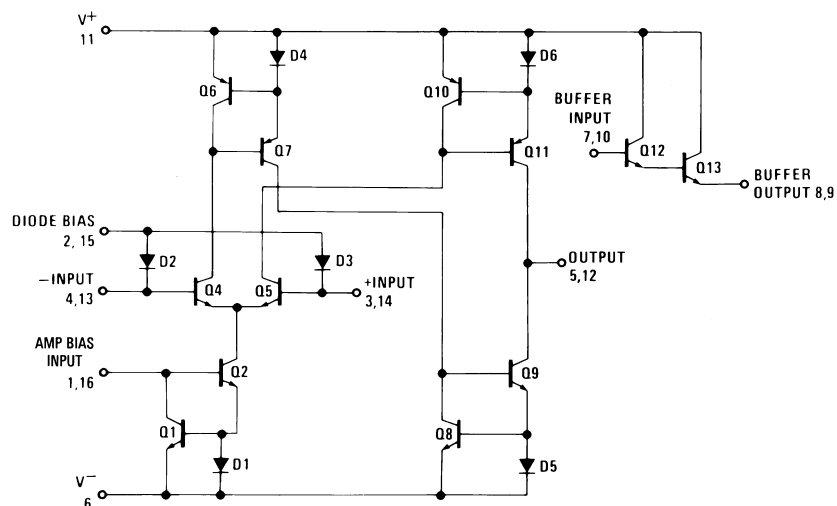 V+
11
D4
D6
Q6
Q10
BUFFER
INPUT
7,10
Q7
Q11
Q12
Q13
BUFFER
OUTPUT 8,9
DIODE BIAS
2, 15
D2
D3
OUTPUT
5,12
−INPUT
4,13
Q4
Q5
+INPUT
3,14
AMP BIAS
INPUT
1,16
Q2
Q9
Q1
Q8
D1
D5
V−
6